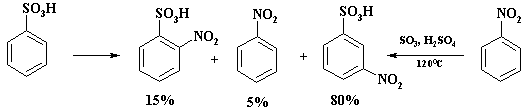 SO3H
SO3H
NO2
+
NO2
+
SO3H
NO2
SO3, H2SO4
120°C
NO2
15%
5%
80%